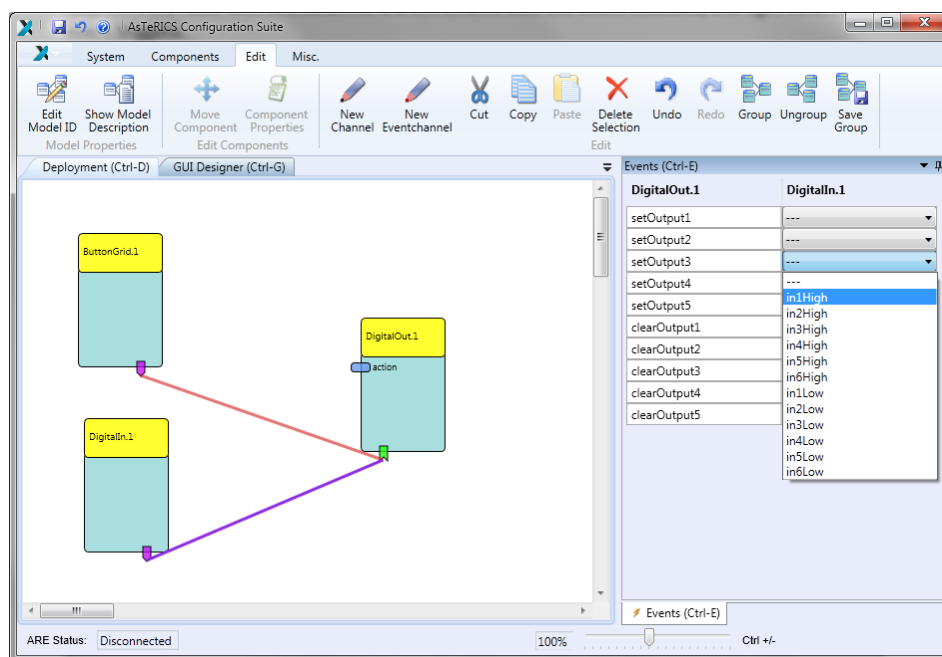 AsTeRICS Configuration Suite
System Components Edit Misc.
Edit Model ID
Show Model Description
Move Component
Component Properties
New Channel
New Eventchannel
Cut
Copy
Paste
Delete Selection
Undo
Redo
Group
Ungroup
Save Group
Model Properties
Edit Components
Edit
Deployment (Ctrl-D)
GUI Designer (Ctrl-G)
ButtonGrid.1
DigitalOut.1
action
DigitalIn.1
Events (Ctrl-E)
DigitalOut.1 DigitalIn.1
setOutput1 ---
setOutput2 ---
setOutput3 ---
setOutput4
setOutput5
clearOutput1
clearOutput2
clearOutput3
clearOutput4
clearOutput5
---
in1High
in2High
in3High
in4High
in5High
in6High
in1Low
in2Low
in3Low
in4Low
in5Low
in6Low
Events (Ctrl-E)
ARE Status: Disconnected
100%
Ctrl +/-